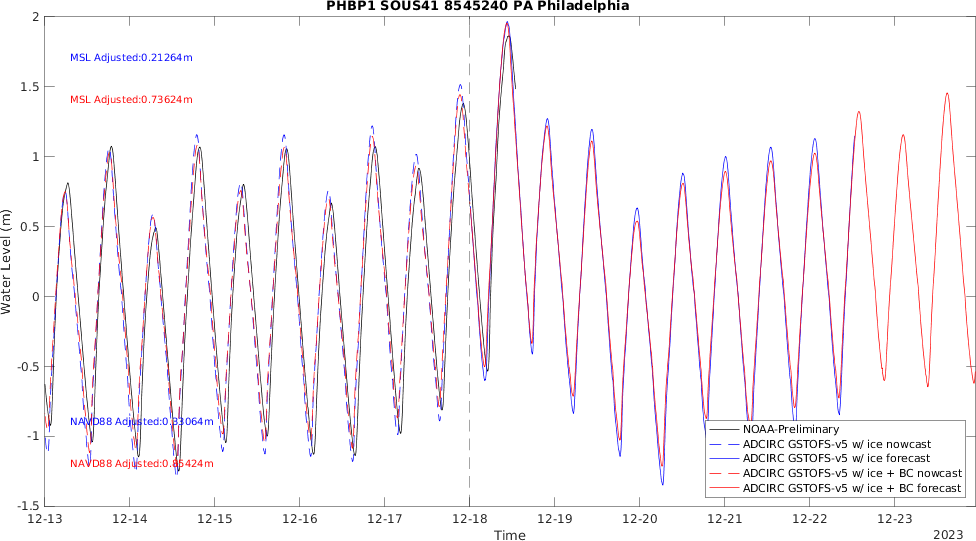 PHBP1 SOUS41 8545240 PA Philadelphia
2
MSL Adjusted:0.21264m
1.5
MSL Adjusted:0.73624m
1
0.5
Water Level (m)
0
-0.5
NAVD88 Adjusted:0.33064m
-1
NOAA-Preliminary
ADCIRC GSTOFS-v5 w/ ice nowcast
ADCIRC GSTOFS-v5 w/ ice forecast
NAVD88 Adjusted:0.85424m
ADCIRC GSTOFS-v5 w/ ice + BC nowcast
ADCIRC GSTOFS-v5 w/ ice + BC forecast
-1.5
12-13 12-14 12-15 12-16 12-17 12-18 12-19 12-20 12-21 12-22 12-23
Time
2023